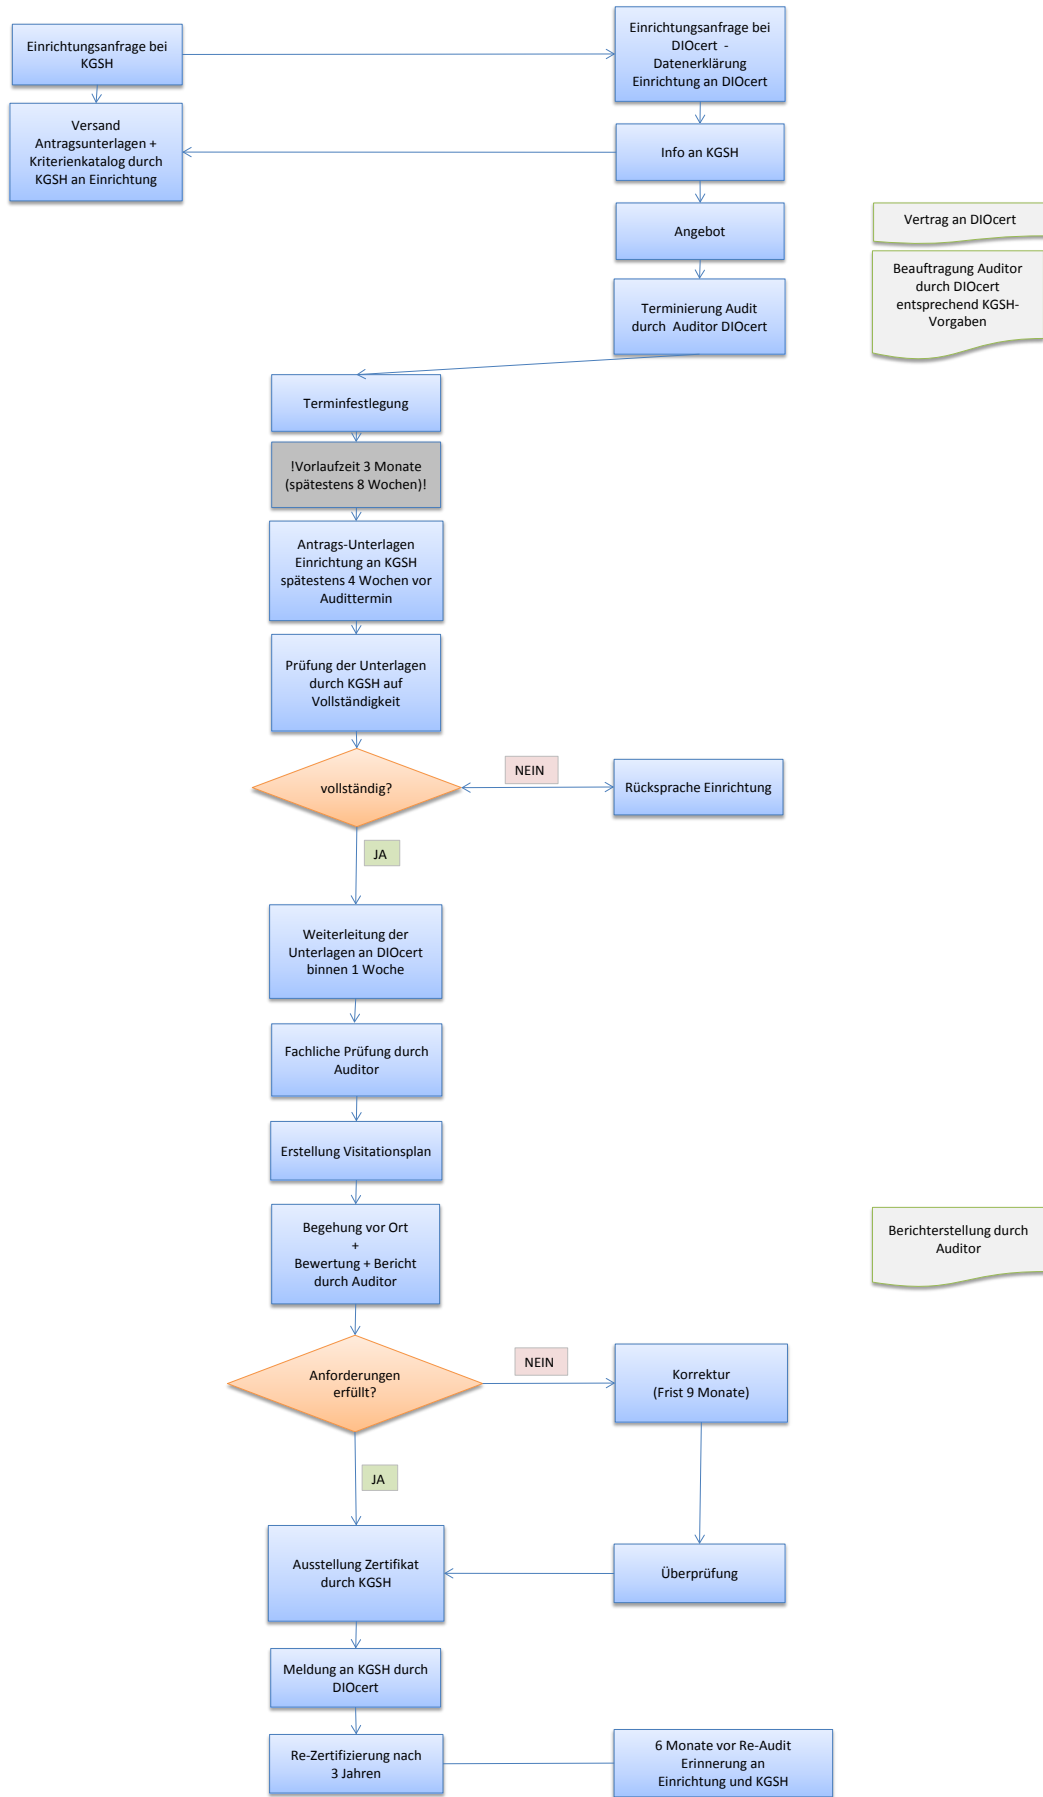 Einrichtungsanfrage bei
KGSH
Einrichtungsanfrage bei
DIOcert -
Datenerklärung
Einrichtung an DIOcert
Versand
Antragsunterlagen +
Kriterienkatalog durch
KGSH an Einrichtung
Info an KGSH
Angebot
Vertrag an DIOcert
Terminierung Audit
durch Auditor DIOcert
Beauftragung Auditor
durch DIOcert
entsprechend KGSH-
Vorgaben
Terminfestlegung
!Vorlaufzeit 3 Monate
(spätestens 8 Wochen)!
Antrags-Unterlagen
Einrichtung an KGSH
spätestens 4 Wochen vor
Audittermin
Prüfung der Unterlagen
durch KGSH auf
Vollständigkeit
vollständig?
NEIN
Rücksprache Einrichtung
JA
Weiterleitung der
Unterlagen an DIOcert
binnen 1 Woche
Fachliche Prüfung durch
Auditor
Erstellung Visitationsplan
Begehung vor Ort
+
Bewertung + Bericht
durch Auditor
Berichterstellung durch
Auditor
Anforderungen
erfüllt?
NEIN
Korrektur
(Frist 9 Monate)
JA
Ausstellung Zertifikat
durch KGSH
Überprüfung
Meldung an KGSH durch
DIOcert
Re-Zertifizierung nach
3 Jahren
6 Monate vor Re-Audit
Erinnerung an
Einrichtung und KGSH